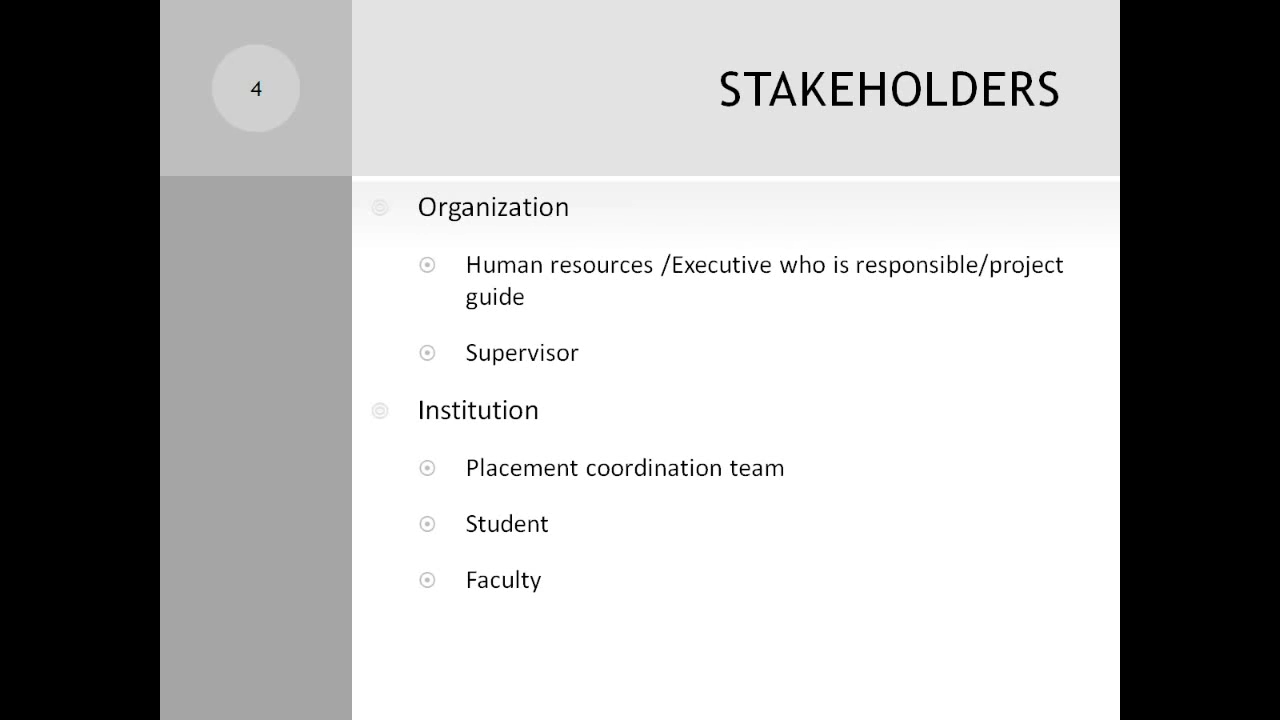 4
STAKEHOLDERS
Organization
Human resources /Executive who is responsible/project
guide
Supervisor
Institution
Placement coordination team
Student
Faculty